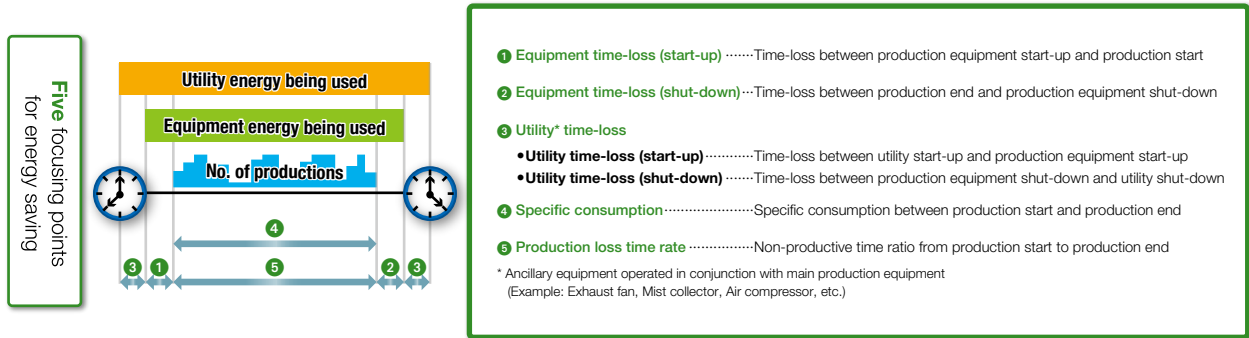 Five focusing points
for energy saving
Utility energy being used
Equipment energy being used
No. of productions
4
3 1 5 2 3
1 Equipment time-loss (start-up) ·······Time-loss between production equipment start-up and production start
2 Equipment time-loss (shut-down)···Time-loss between production end and production equipment shut-down
3 Utility* time-loss
•Utility time-loss (start-up)············Time-loss between utility start-up and production equipment start-up
•Utility time-loss (shut-down) ·······Time-loss between production equipment shut-down and utility shut-down
4 Specific consumption······················Specific consumption between production start and production end
5 Production loss time rate ················Non-productive time ratio from production start to production end
* Ancillary equipment operated in conjunction with main production equipment
(Example: Exhaust fan, Mist collector, Air compressor, etc.)